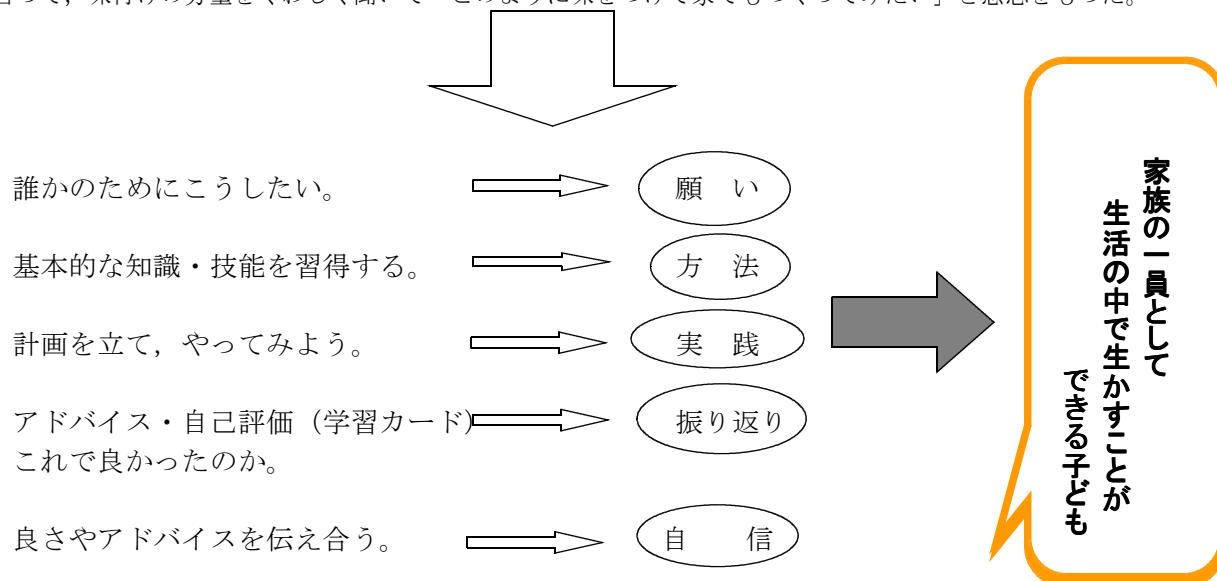 誰かのためにこうしたい。
願　い
基本的な知識・技能を習得する。
方　法
計画を立て，やってみよう。
実　践
アドバイス・自己評価（学習カード）
これで良かったのか。
振り返り
良さやアドバイスを伝え合う。
自　信
家族の一員として
生活の中で生かすことが
できる子ども